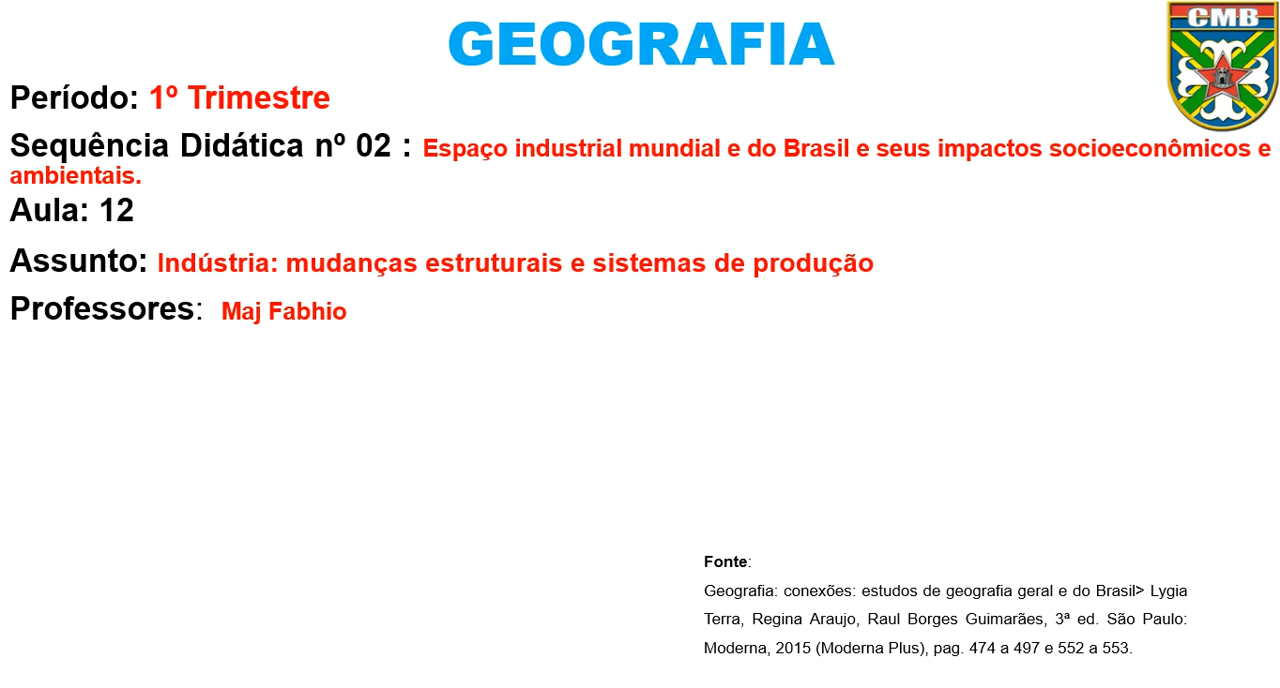 CMB
GEOGRAFIA
Período: 1º Trimestre
Sequência Didática nº 02 : Espaço industrial mundial e do Brasil e seus impactos socioeconômicos e
ambientais.
Aula: 12
Assunto: Indústria: mudanças estruturais e sistemas de produção
Professores: Maj Fabhio
Fonte:
Geografia: conexões: estudos de geografia geral e do Brasil> Lygia
Terra, Regina Araujo, Raul Borges Guimarães, 3ª ed. São Paulo:
Moderna, 2015 (Moderna Plus), pag. 474 a 497 e 552 a 553.